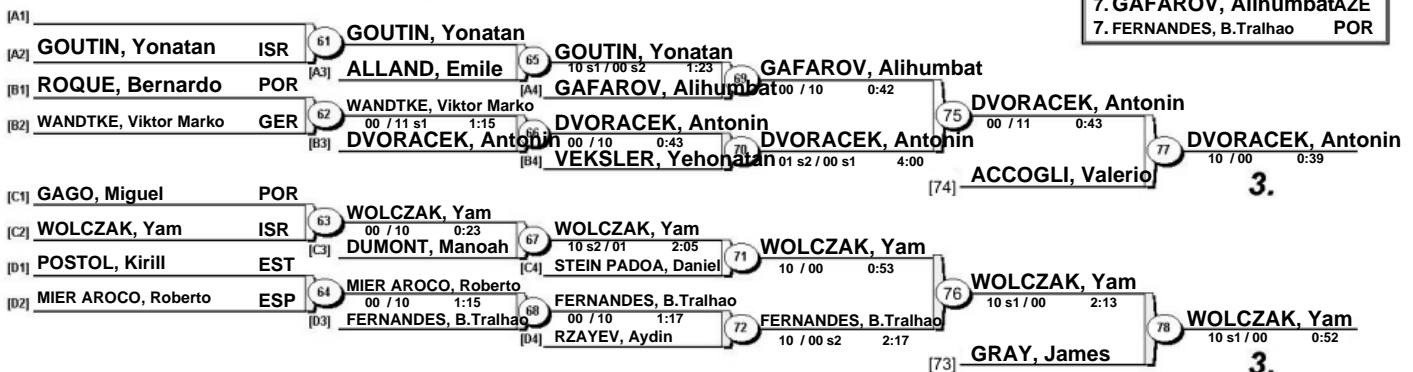 7. GAFAROV, Alihumbat AZE
7. FERNANDES, B.Tralhao POR
[A1]
[A2] GOUTIN, Yonatan ISR
61
GOUTIN, Yonatan
[A3] ALLAND, Emile
65
GOUTIN, Yonatan
10 s1 / 00 s2 1:23
[A4] GAFAROV, Alihumbat
69
GAFAROV, Alihumbat
00 / 10 0:42
[B1] ROQUE, Bernardo POR
[B2] WANDTKE, Viktor Marko GER
62
WANDTKE, Viktor Marko
00 / 11 s1 1:15
[B3] DVORACEK, Antonin
66
DVORACEK, Antonin
00 / 10 0:43
[B4] VEKSLER, Yehonatan
70
DVORACEK, Antonin
01 s2 / 00 s1 4:00
75
DVORACEK, Antonin
00 / 11 0:43
[74] ACCOGLI, Valerio
77
DVORACEK, Antonin
10 / 00 0:39
3.
[C1] GAGO, Miguel POR
[C2] WOLCZAK, Yam ISR
63
WOLCZAK, Yam
00 / 10 0:23
[C3] DUMONT, Manoah
67
WOLCZAK, Yam
10 s2 / 01 2:05
[C4] STEIN PADOA, Daniel
71
WOLCZAK, Yam
10 / 00 0:53
[D1] POSTOL, Kirill EST
[D2] MIER AROCO, Roberto ESP
64
MIER AROCO, Roberto
00 / 10 1:15
[D3] FERNANDES, B.Tralhao
68
FERNANDES, B.Tralhao
00 / 10 1:17
[D4] RZAYEV, Aydin
72
FERNANDES, B.Tralhao
10 / 00 s2 2:17
76
WOLCZAK, Yam
10 s1 / 00 2:13
[73] GRAY, James
78
WOLCZAK, Yam
10 s1 / 00 0:52
3.